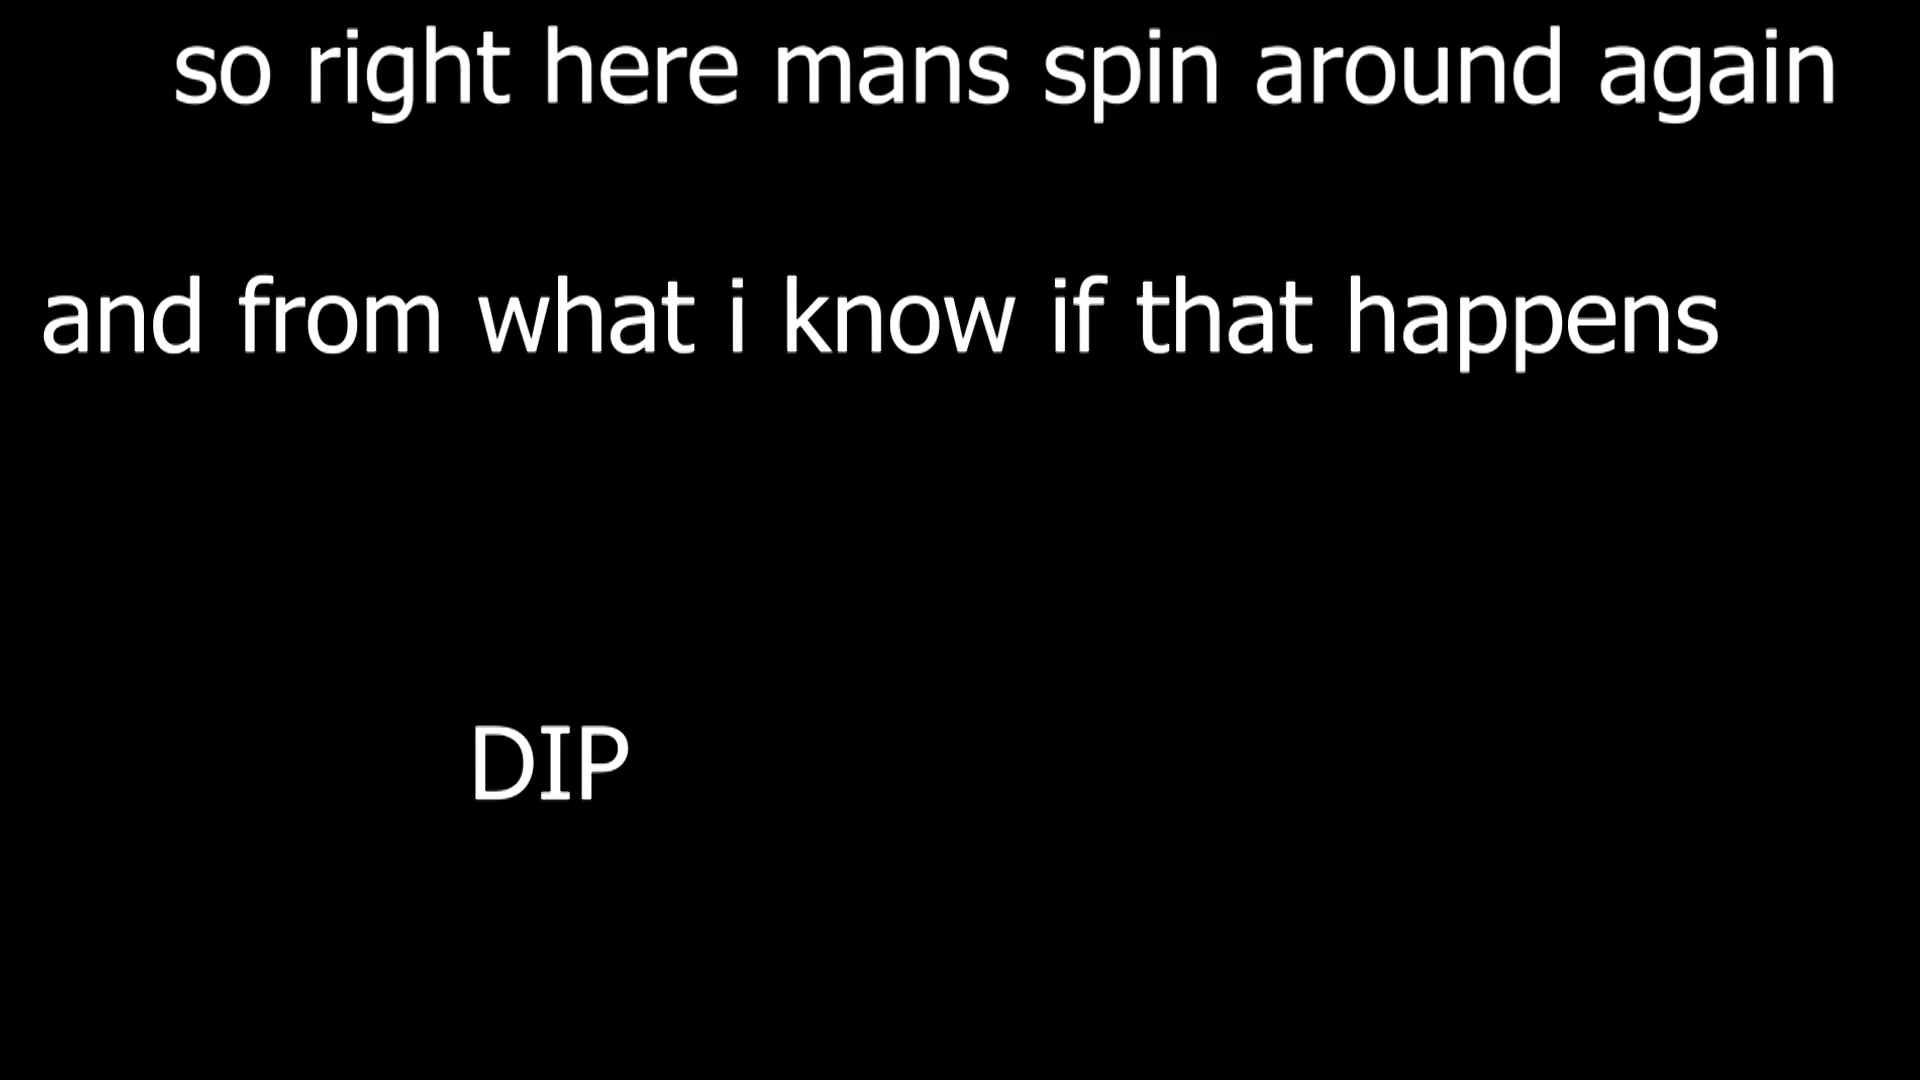 so right here mans spin around again
and from what i know if that happens
DIP